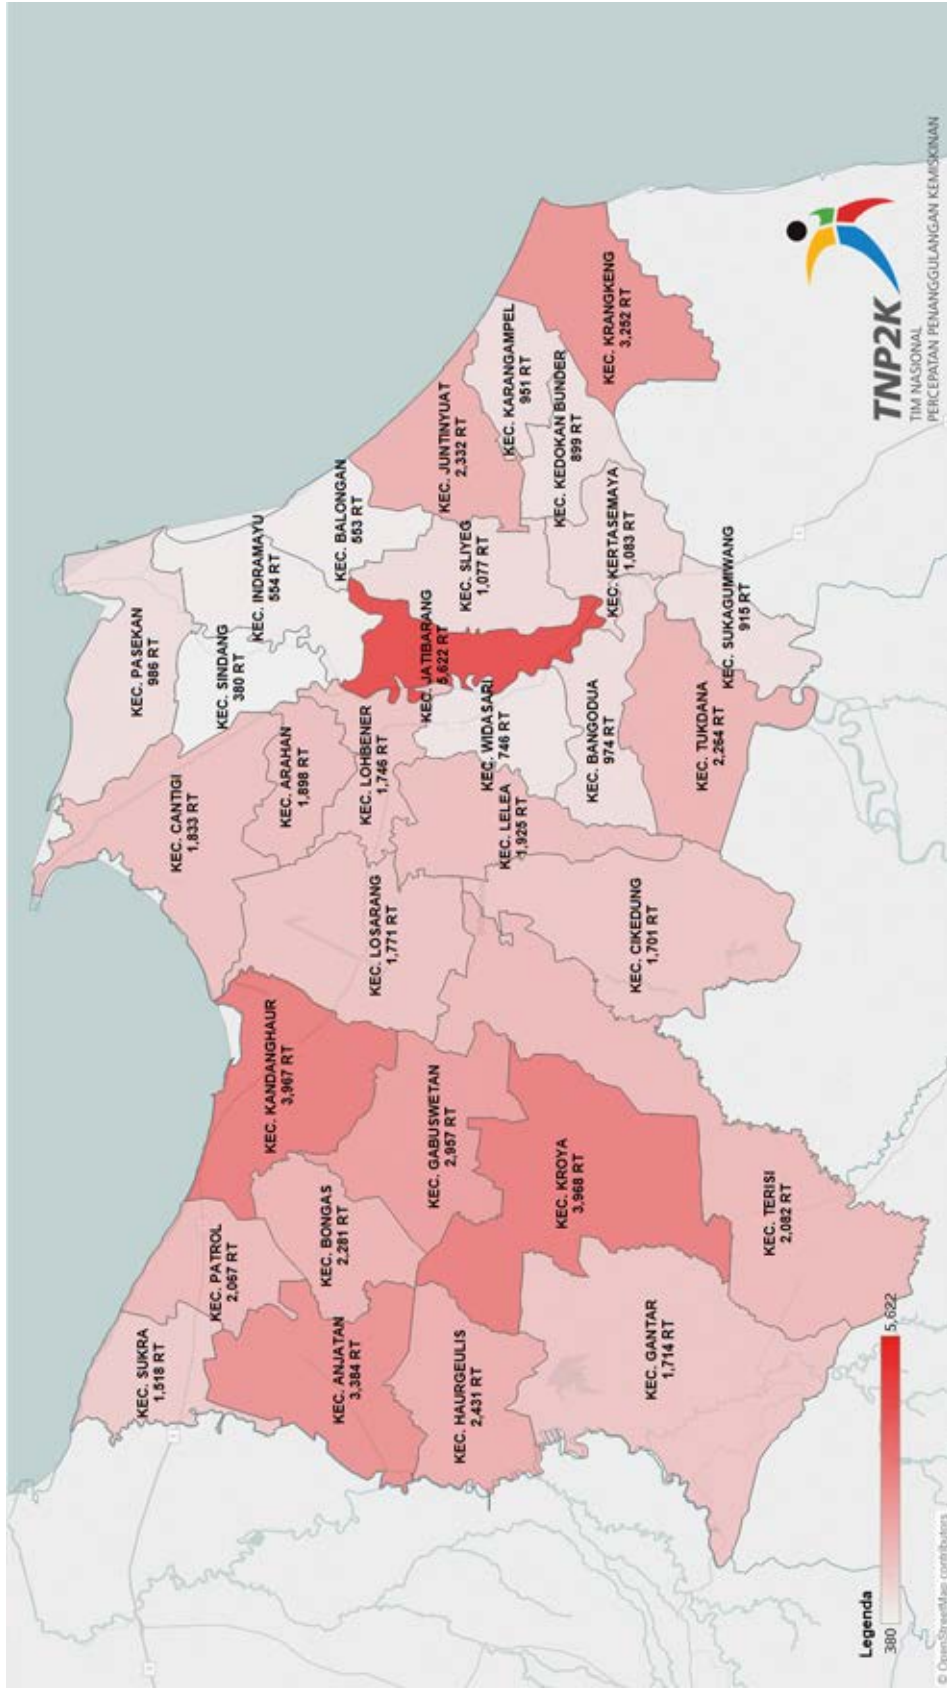 KEC. SUKRA
1,518 RT
KEC. PATROL
2,067 RT
KEC. ANJATAN
3,384 RT
KEC. BONGAS
2,281 RT
KEC. HAURGEULIS
2,431 RT
KEC. GANTAR
1,714 RT
KEC. KANDANGHAUR
3,967 RT
KEC. GABUSWETAN
2,957 RT
KEC. KROYA
3,968 RT
KEC. TERISI
2,082 RT
KEC. LOSARANG
1,771 RT
KEC. CIKEDUNG
1,701 RT
KEC. CANTIGI
1,833 RT
KEC. ARAHAN
1,898 RT
KEC. LOHBENER
1,746 RT
KEC. LELEA
1,925 RT
KEC. PASEKAN
986 RT
KEC. SINDANG
380 RT
KEC. INDRAMAYU
554 RT
KEC. BALONGAN
553 RT
KEC. JATIBARANG
5,622 RT
KEC. WIDASARI
746 RT
KEC. BANGODUA
974 RT
KEC. TUKDANA
2,264 RT
KEC. SLIYEG
1,077 RT
KEC. JUNTINYUAT
2,332 RT
KEC. KARANGAMPEL
951 RT
KEC. KEDOKAN BUNDER
899 RT
KEC. KERTASEMAYA
1,083 RT
KEC. SUKAGUMIWANG
915 RT
KEC. KRANGKENG
3,252 RT
Legenda
380
5,622
© OpenStreetMap contributors
TNP2K
TIM NASIONAL
PERCEPATAN PENANGGULANGAN KEMISKINAN